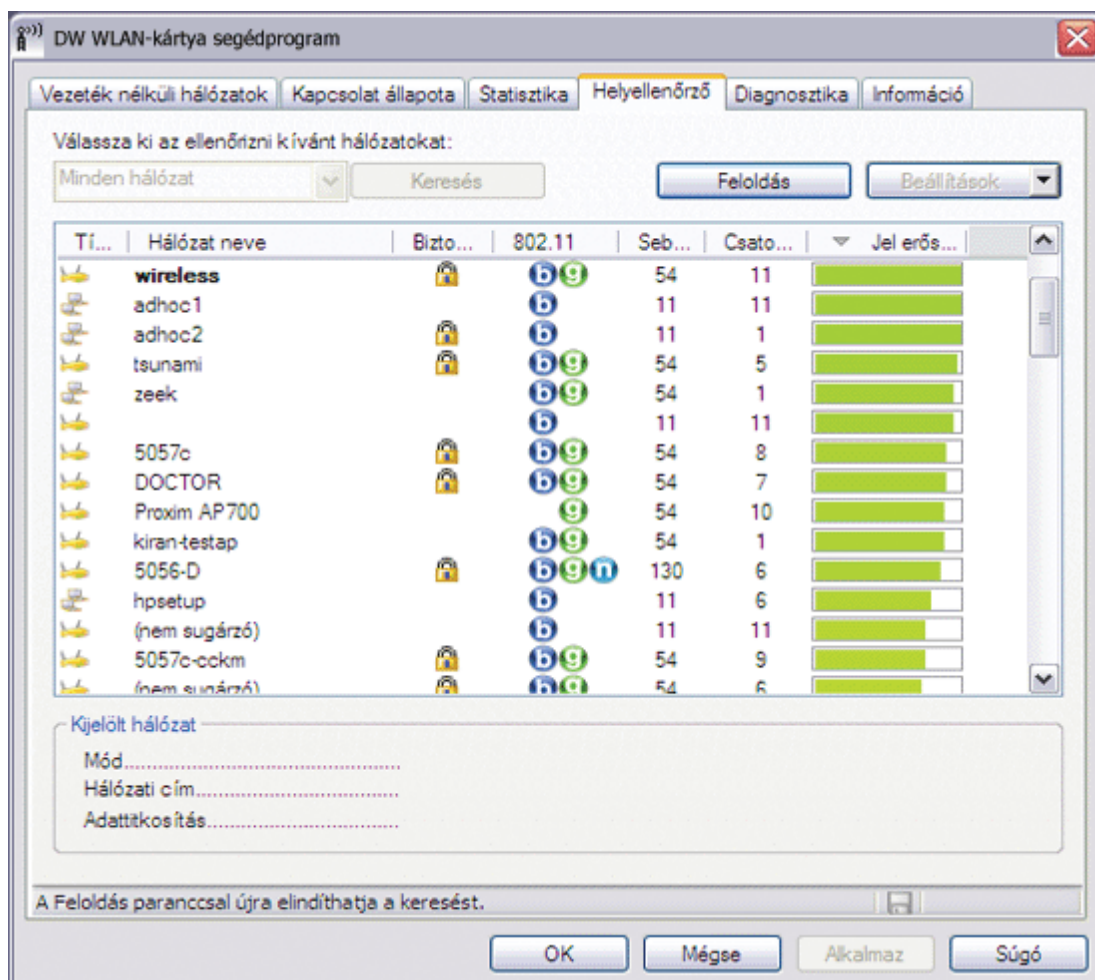 DW WLAN-kártya segédprogram
Vezeték nélküli hálózatok Kapcsolat állapota Statisztika Helyellenőrző Diagnosztika Információ
Válassza ki az ellenőrizni kívánt hálózatokat:
Minden hálózat Keresés Feloldás Beállítások
Tí... Hálózat neve Bizto... 802.11 Seb... Csato... Jel erős...
wireless b g 54 11
adhoc1 b 11 11
adhoc2 b 11 1
tsunami b g 54 5
zeek b g 54 1
b 11 11
5057c b g 54 8
DOCTOR b g 54 7
Proxim AP700 g 54 10
kiran-testap b g 54 1
5056-D b g n 130 6
hpsetup b 11 6
(nem sugárzó) b 11 11
5057c-cckm b g 54 9
(nem sugárzó) b g 54 6
Kijelölt hálózat
Mód
Hálózati cím
Adattitkosítás
A Feloldás paranccsal újra elindíthatja a keresést.
OK Mégse Alkalmaz Súgó